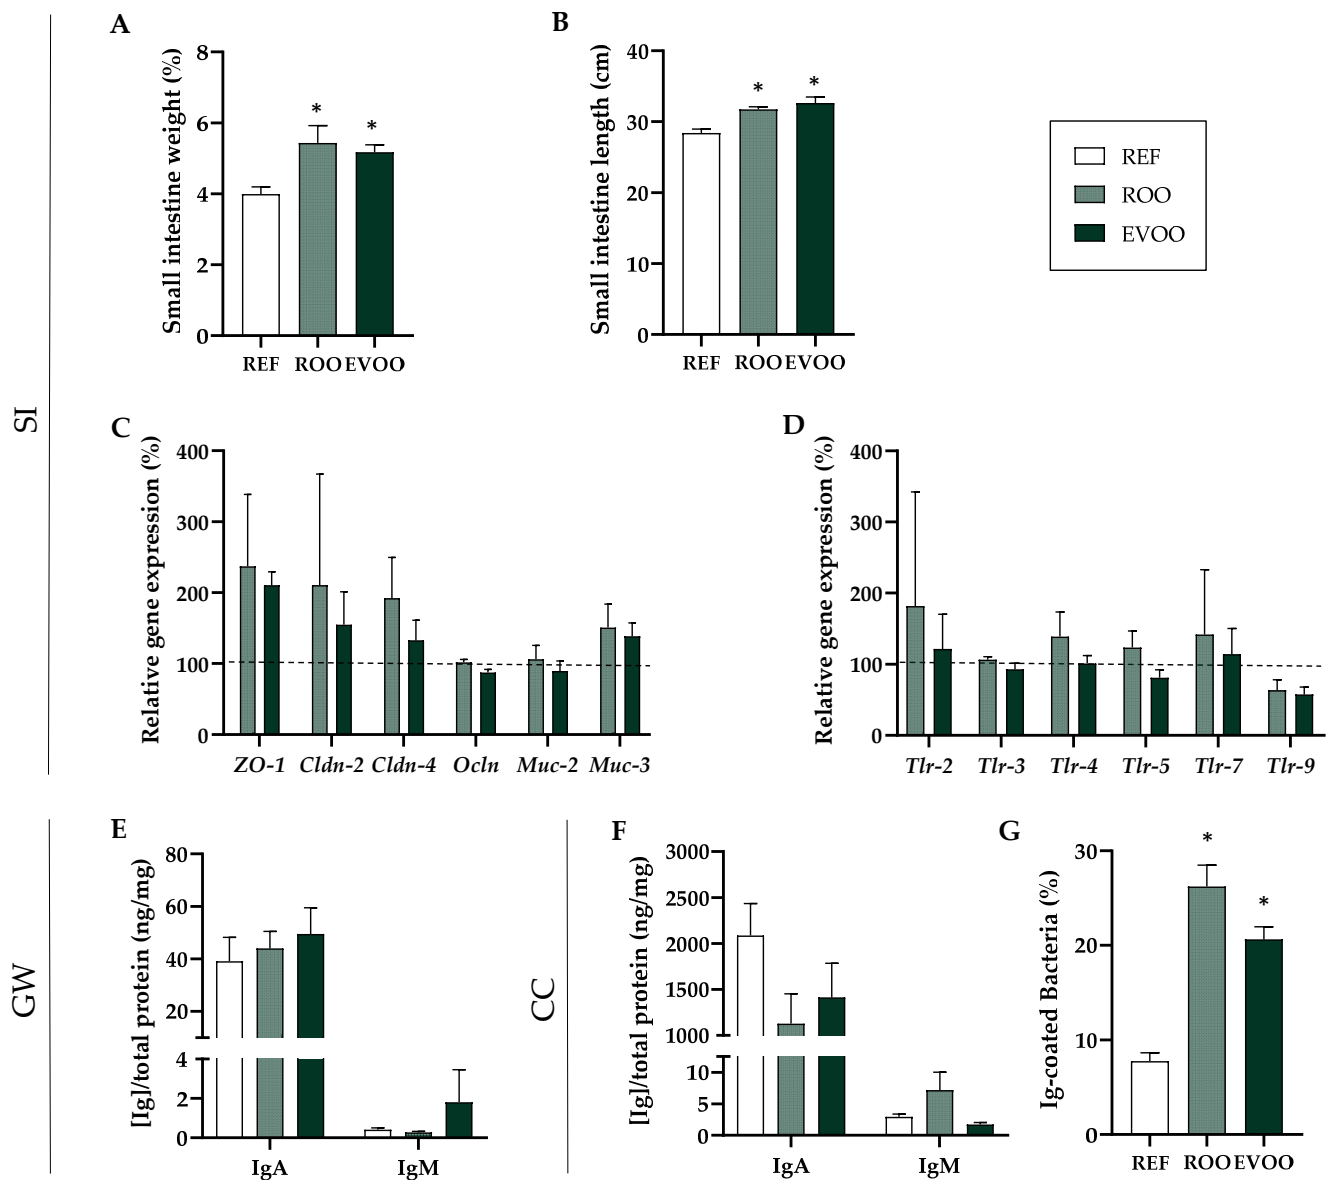 SI
A
Small intestine weight (%)
8
6
4
2
0
*
*
REF ROO EVOO
B
Small intestine length (cm)
40
30
20
10
0
*
*
REF ROO EVOO
REF
ROO
EVOO
C
Relative gene expression (%)
400
300
200
100
0
ZO-1 Cldn-2 Cldn-4 Ocln Muc-2 Muc-3
D
Relative gene expression (%)
400
300
200
100
0
Tlr-2 Tlr-3 Tlr-4 Tlr-5 Tlr-7 Tlr-9
GW
E
[Ig]/total protein (ng/mg)
80
60
40
20
4
2
0
IgA IgM
CC
F
[Ig]/total protein (ng/mg)
3000
2500
2000
1500
1000
10
5
0
IgA IgM
G
Ig-coated Bacteria (%)
30
20
10
0
*
*
REF ROO EVOO